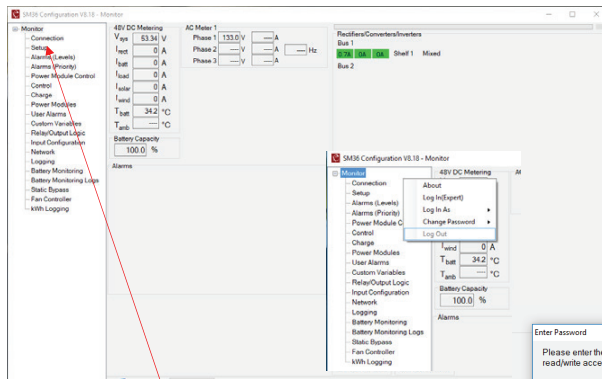 SM36 Configuration V8.18 - Monitor
Monitor
Connection
Setup
Alarms (Levels)
Alarms (Priority)
Power Module Control
Control
Charge
Power Modules
User Alarms
Custom Variables
Relay/Output Logic
Input Configuration
Network
Logging
Battery Monitoring
Battery Monitoring Logs
Static Bypass
Fan Controller
kWh Logging
48V DC Metering
Vsys 53.34 V
Irect 0 A
Ibatt 0 A
Iload 0 A
Isolar 0 A
Iwind 0 A
Tbatt 34.2 °C
Tamb --- °C
Battery Capacity
100.0 %
Alarms
AC Meter 1
Phase 1 133.0 V --- A
Phase 2 --- V --- A --- Hz
Phase 3 --- V --- A
Rectifiers/Converters/Inverters
Bus 1
0.7A 0A 0A Shelf 1 Mixed
Bus 2
SM36 Configuration V8.18 - Monitor
Monitor
Connection
Setup
Alarms (Levels)
Alarms (Priority)
Power Module C
Control
Charge
Power Modules
User Alarms
Custom Variables
Relay/Output Logic
Input Configuration
Network
Logging
Battery Monitoring
Battery Monitoring Logs
Static Bypass
Fan Controller
kWh Logging
48V DC Metering
About
Log In(Expert)
Log In As
Change Password
Log Out
Iwind 0 A
Tbatt 34.2 °C
Tamb --- °C
Battery Capacity
100.0 %
Alarms
Enter Password
Please enter the
read/write acce